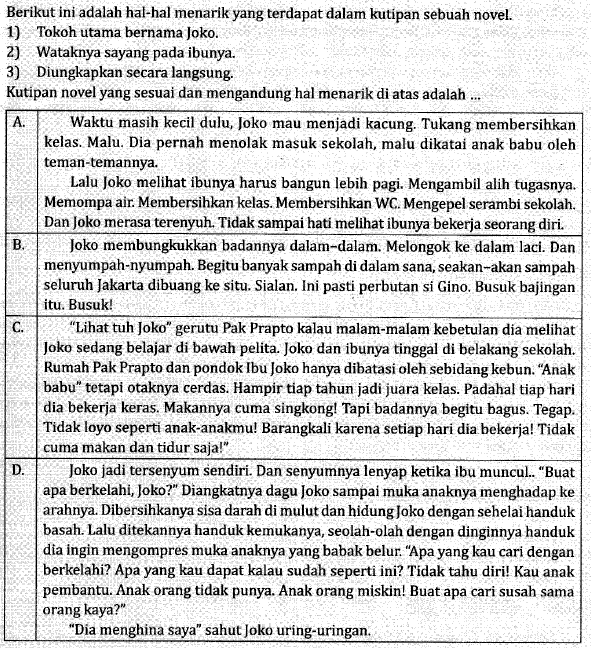 Berikut ini adalah hal-hal menarik yang terdapat dalam kutipan sebuah novel.
1) Tokoh utama bernama Joko.
2) Wataknya sayang pada ibunya.
3) Diungkapkan secara langsung.
Kutipan novel yang sesuai dan mengandung hal menarik di atas adalah ...
A. Waktu masih kecil dulu, Joko mau menjadi kacung. Tukang membersihkan
kelas. Malu. Dia pernah menolak masuk sekolah, malu dikatai anak babu oleh
teman-temannya.
Lalu Joko melihat ibunya harus bangun lebih pagi. Mengambil alih tugasnya.
Memompa air. Membersihkan kelas. Membersihkan WC. Mengepel serambi sekolah.
Dan Joko merasa terenyuh. Tidak sampai hati melihat ibunya bekerja seorang diri.
B. Joko membungkukkan badannya dalam-dalam. Melongok ke dalam laci. Dan
menyumpah-nyumpah. Begitu banyak sampah di dalam sana, seakan-akan sampah
seluruh Jakarta dibuang ke situ. Sialan. Ini pasti perbutan si Gino. Busuk bajingan
itu. Busuk!
C. "Lihat tuh Joko" gerutu Pak Prapto kalau malam-malam kebetulan dia melihat
Joko sedang belajar di bawah pelita. Joko dan ibunya tinggal di belakang sekolah.
Rumah Pak Prapto dan pondok Ibu Joko hanya dibatasi oleh sebidang kebun. "Anak
babu" tetapi otaknya cerdas. Hampir tiap tahun jadi juara kelas. Padahal tiap hari
dia bekerja keras. Makannya cuma singkong! Tapi badannya begitu bagus. Tegap.
Tidak loyo seperti anak-anakmu! Barangkali karena setiap hari dia bekerja! Tidak
cuma makan dan tidur saja!"
D. Joko jadi tersenyum sendiri. Dan senyumnya lenyap ketika ibu muncul.. "Buat
apa berkelahi, Joko?" Diangkatnya dagu Joko sampai muka anaknya menghadap ke
arahnya. Dibersihkanya sisa darah di mulut dan hidung Joko dengan sehelai handuk
basah. Lalu ditekannya handuk kemukanya, seolah-olah dengan dinginnya handuk
dia ingin mengompres muka anaknya yang babak belur. "Apa yang kau cari dengan
berkelahi? Apa yang kau dapat kalau sudah seperti ini? Tidak tahu diri! Kau anak
pembantu. Anak orang tidak punya. Anak orang miskin! Buat apa cari susah sama
orang kaya?"
"Dia menghina saya" sahut Joko uring-uringan.